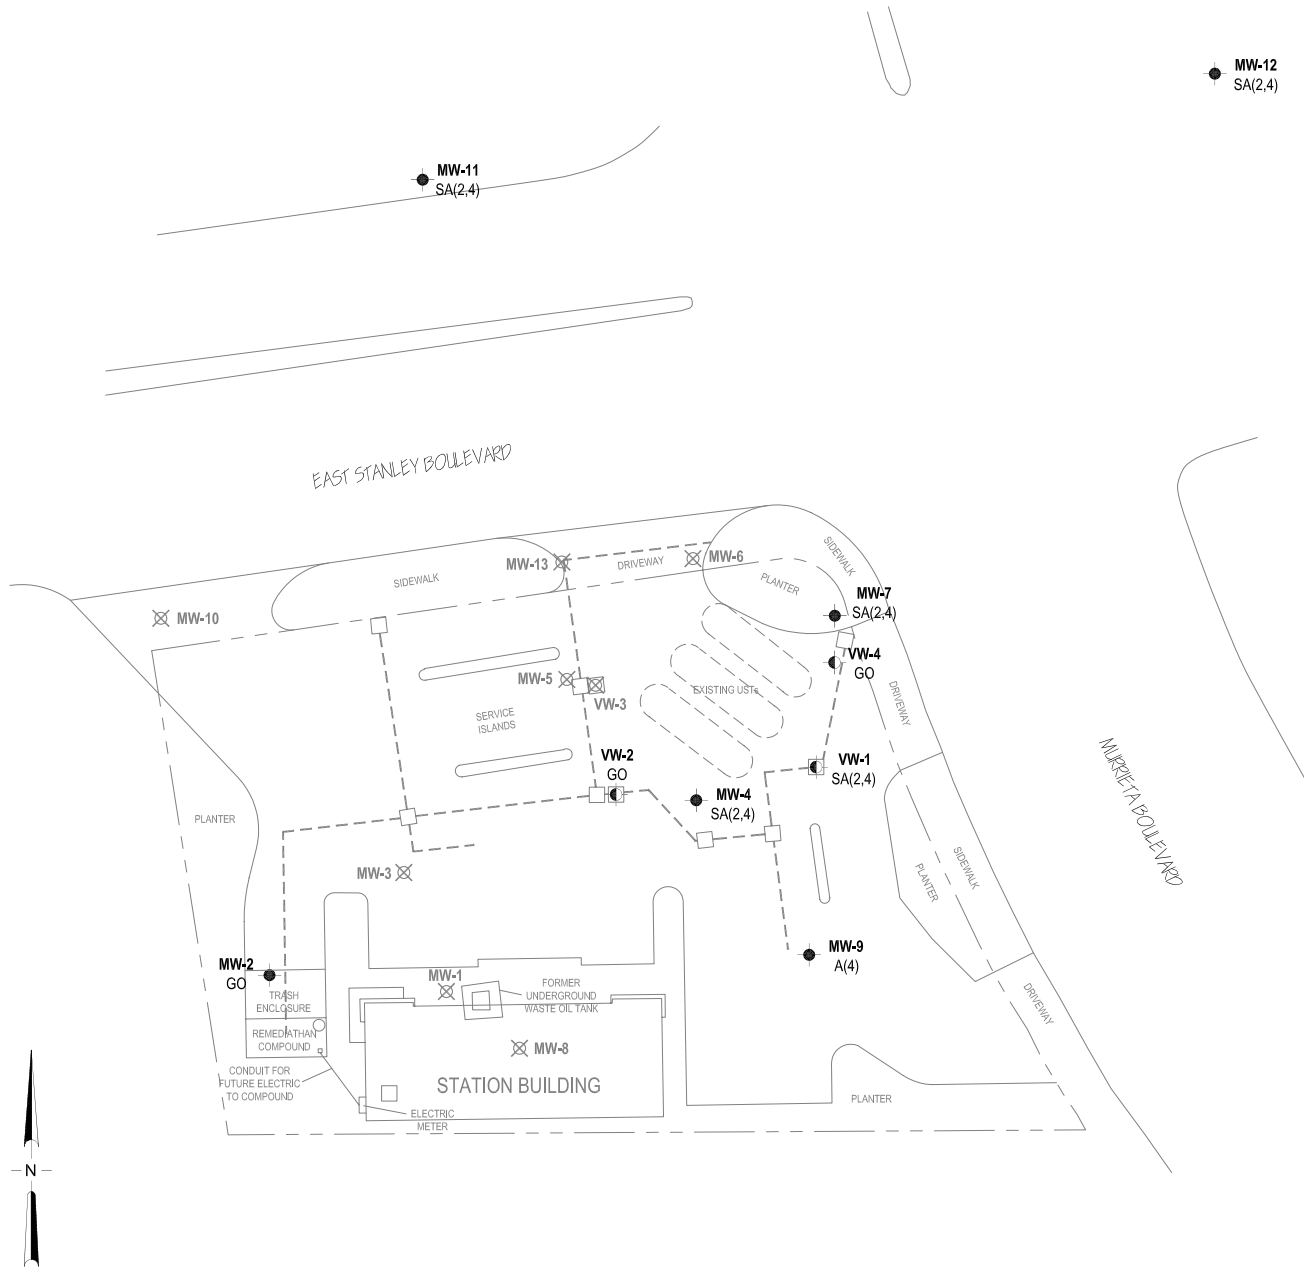 MW-12
SA(2,4)
MW-11
SA(2,4)
EAST STANLEY BOULEVARD
MW-13
DRIVEWAY
MW-6
SIDEWALK
SIDEWALK
PLANTER
MW-10
MW-7
SA(2,4)
VW-4
GO
MW-5
VW-3
EXISTING USTs
DRIVEWAY
SERVICE
ISLANDS
VW-2
GO
VW-1
SA(2,4)
MURRIETA BOULEVARD
MW-4
SA(2,4)
PLANTER
SIDEWALK
PLANTER
MW-3
MW-9
A(4)
MW-2
GO
MW-1
FORMER
UNDERGROUND
WASTE OIL TANK
TRASH
ENCLOSURE
DRIVEWAY
REMEDIATHAN
COMPOUND
MW-8
CONDUIT FOR
FUTURE ELECTRIC
TO COMPOUND
STATION BUILDING
PLANTER
ELECTRIC
METER
N